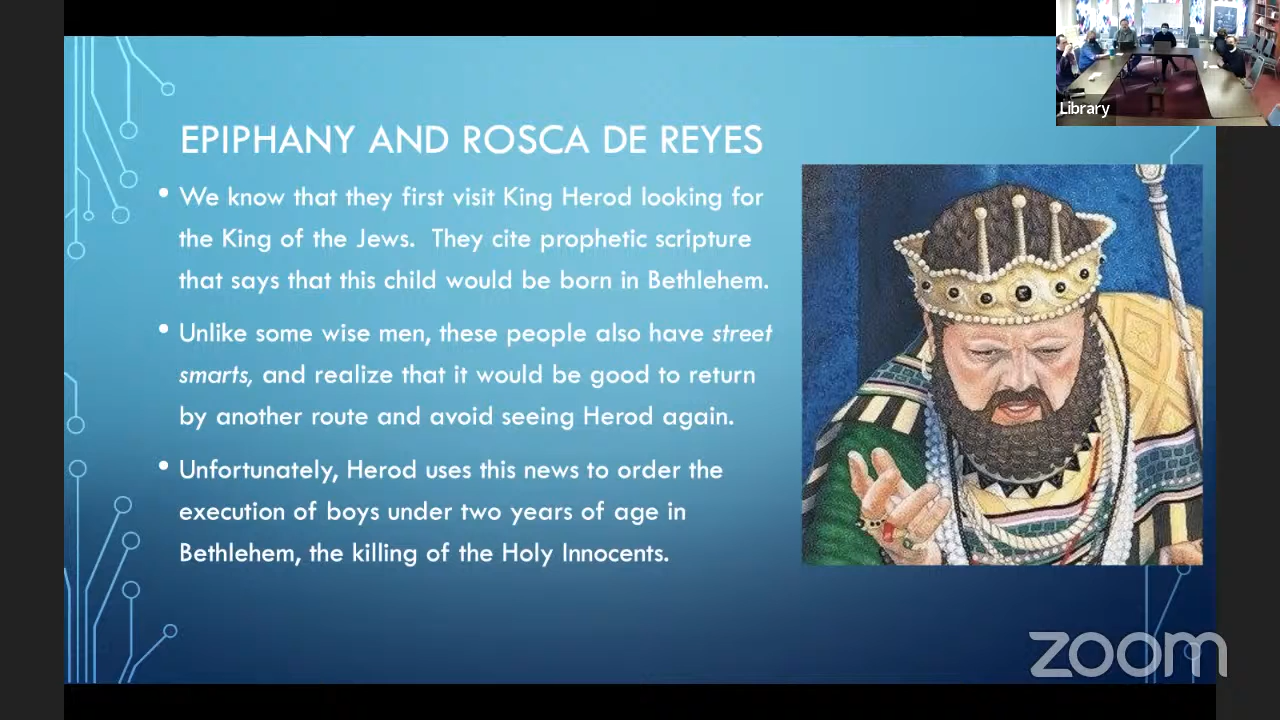 Library
EPIPHANY AND ROSCA DE REYES
• We know that they first visit King Herod looking for
the King of the Jews.  They cite prophetic scripture
that says that this child would be born in Bethlehem.
• Unlike some wise men, these people also have street
smarts, and realize that it would be good to return
by another route and avoid seeing Herod again.
• Unfortunately, Herod uses this news to order the
execution of boys under two years of age in
Bethlehem, the killing of the Holy Innocents.
zoom